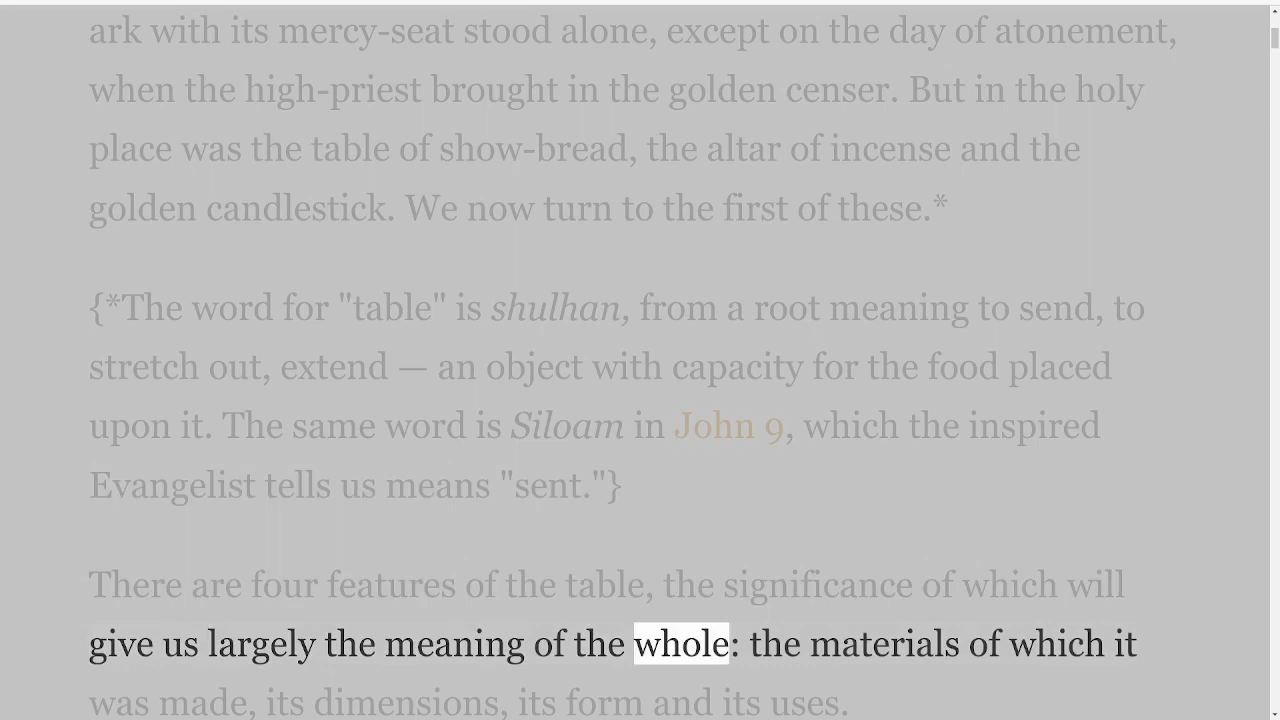 ark with its mercy-seat stood alone, except on the day of atonement,
when the high-priest brought in the golden censer. But in the holy
place was the table of show-bread, the altar of incense and the
golden candlestick. We now turn to the first of these.*
{*The word for "table" is shulhan, from a root meaning to send, to
stretch out, extend — an object with capacity for the food placed
upon it. The same word is Siloam in John 9, which the inspired
Evangelist tells us means "sent."}
There are four features of the table, the significance of which will
give us largely the meaning of the whole: the materials of which it
was made, its dimensions, its form and its uses.